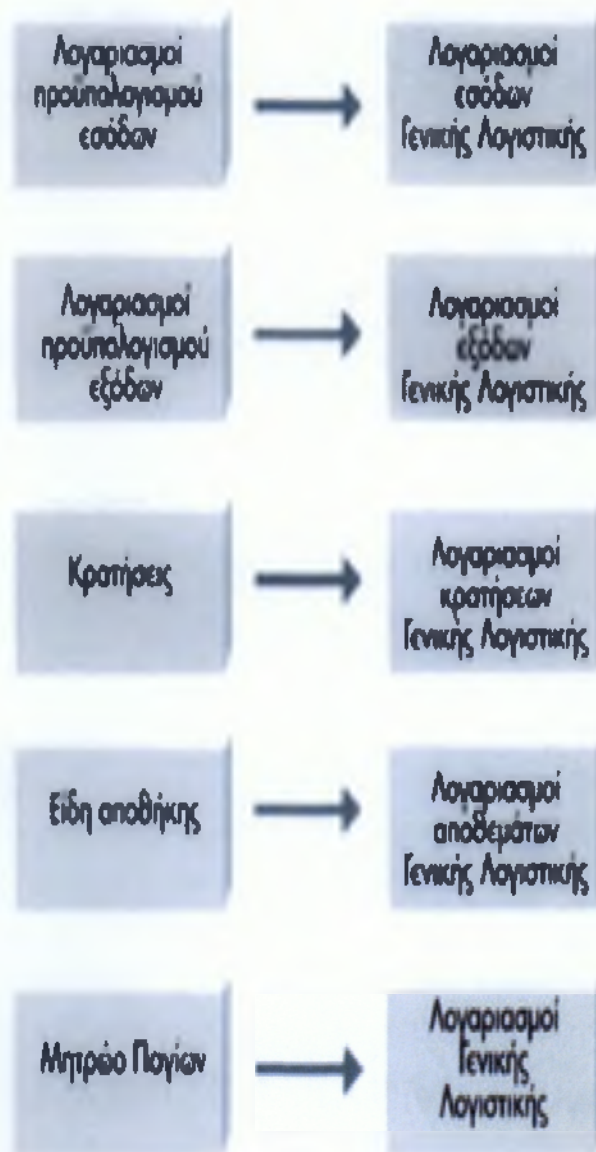 Λογαριασμοί
προϋπολογισμού
εσόδων
Λογαριασμοί
εσόδων
Γενικής Λογιστικής
Λογαριασμοί
προϋπολογισμού
εξόδων
Λογαριασμοί
εξόδων
Γενικής Λογιστικής
Κρατήσεις
Λογαριασμοί
κρατήσεων
Γενικής Λογιστικής
Είδη αποθήκης
Λογαριασμοί
αποθεμάτων
Γενικής Λογιστικής
Μητρώο Παγίων
Λογαριασμοί
Γενικής
Λογιστικής